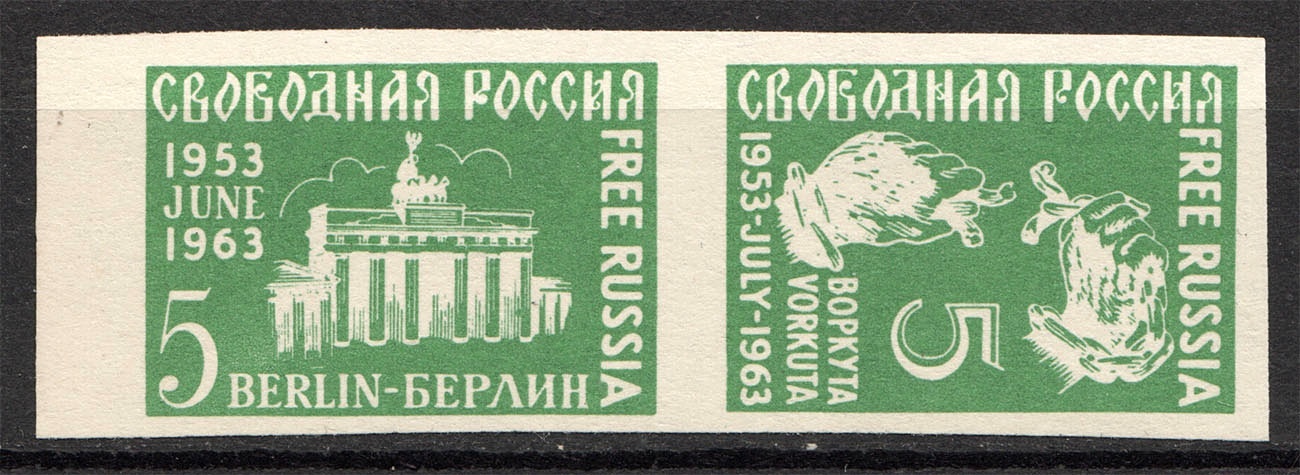 СВОБОДНАЯ РОССИЯ
FREE RUSSIA
1953
JUNE
1963
5
BERLIN-БЕРЛИН
СВОБОДНАЯ РОССИЯ
FREE RUSSIA
1953-JULY-1963
ВОРКУТА
VORKUTA
5